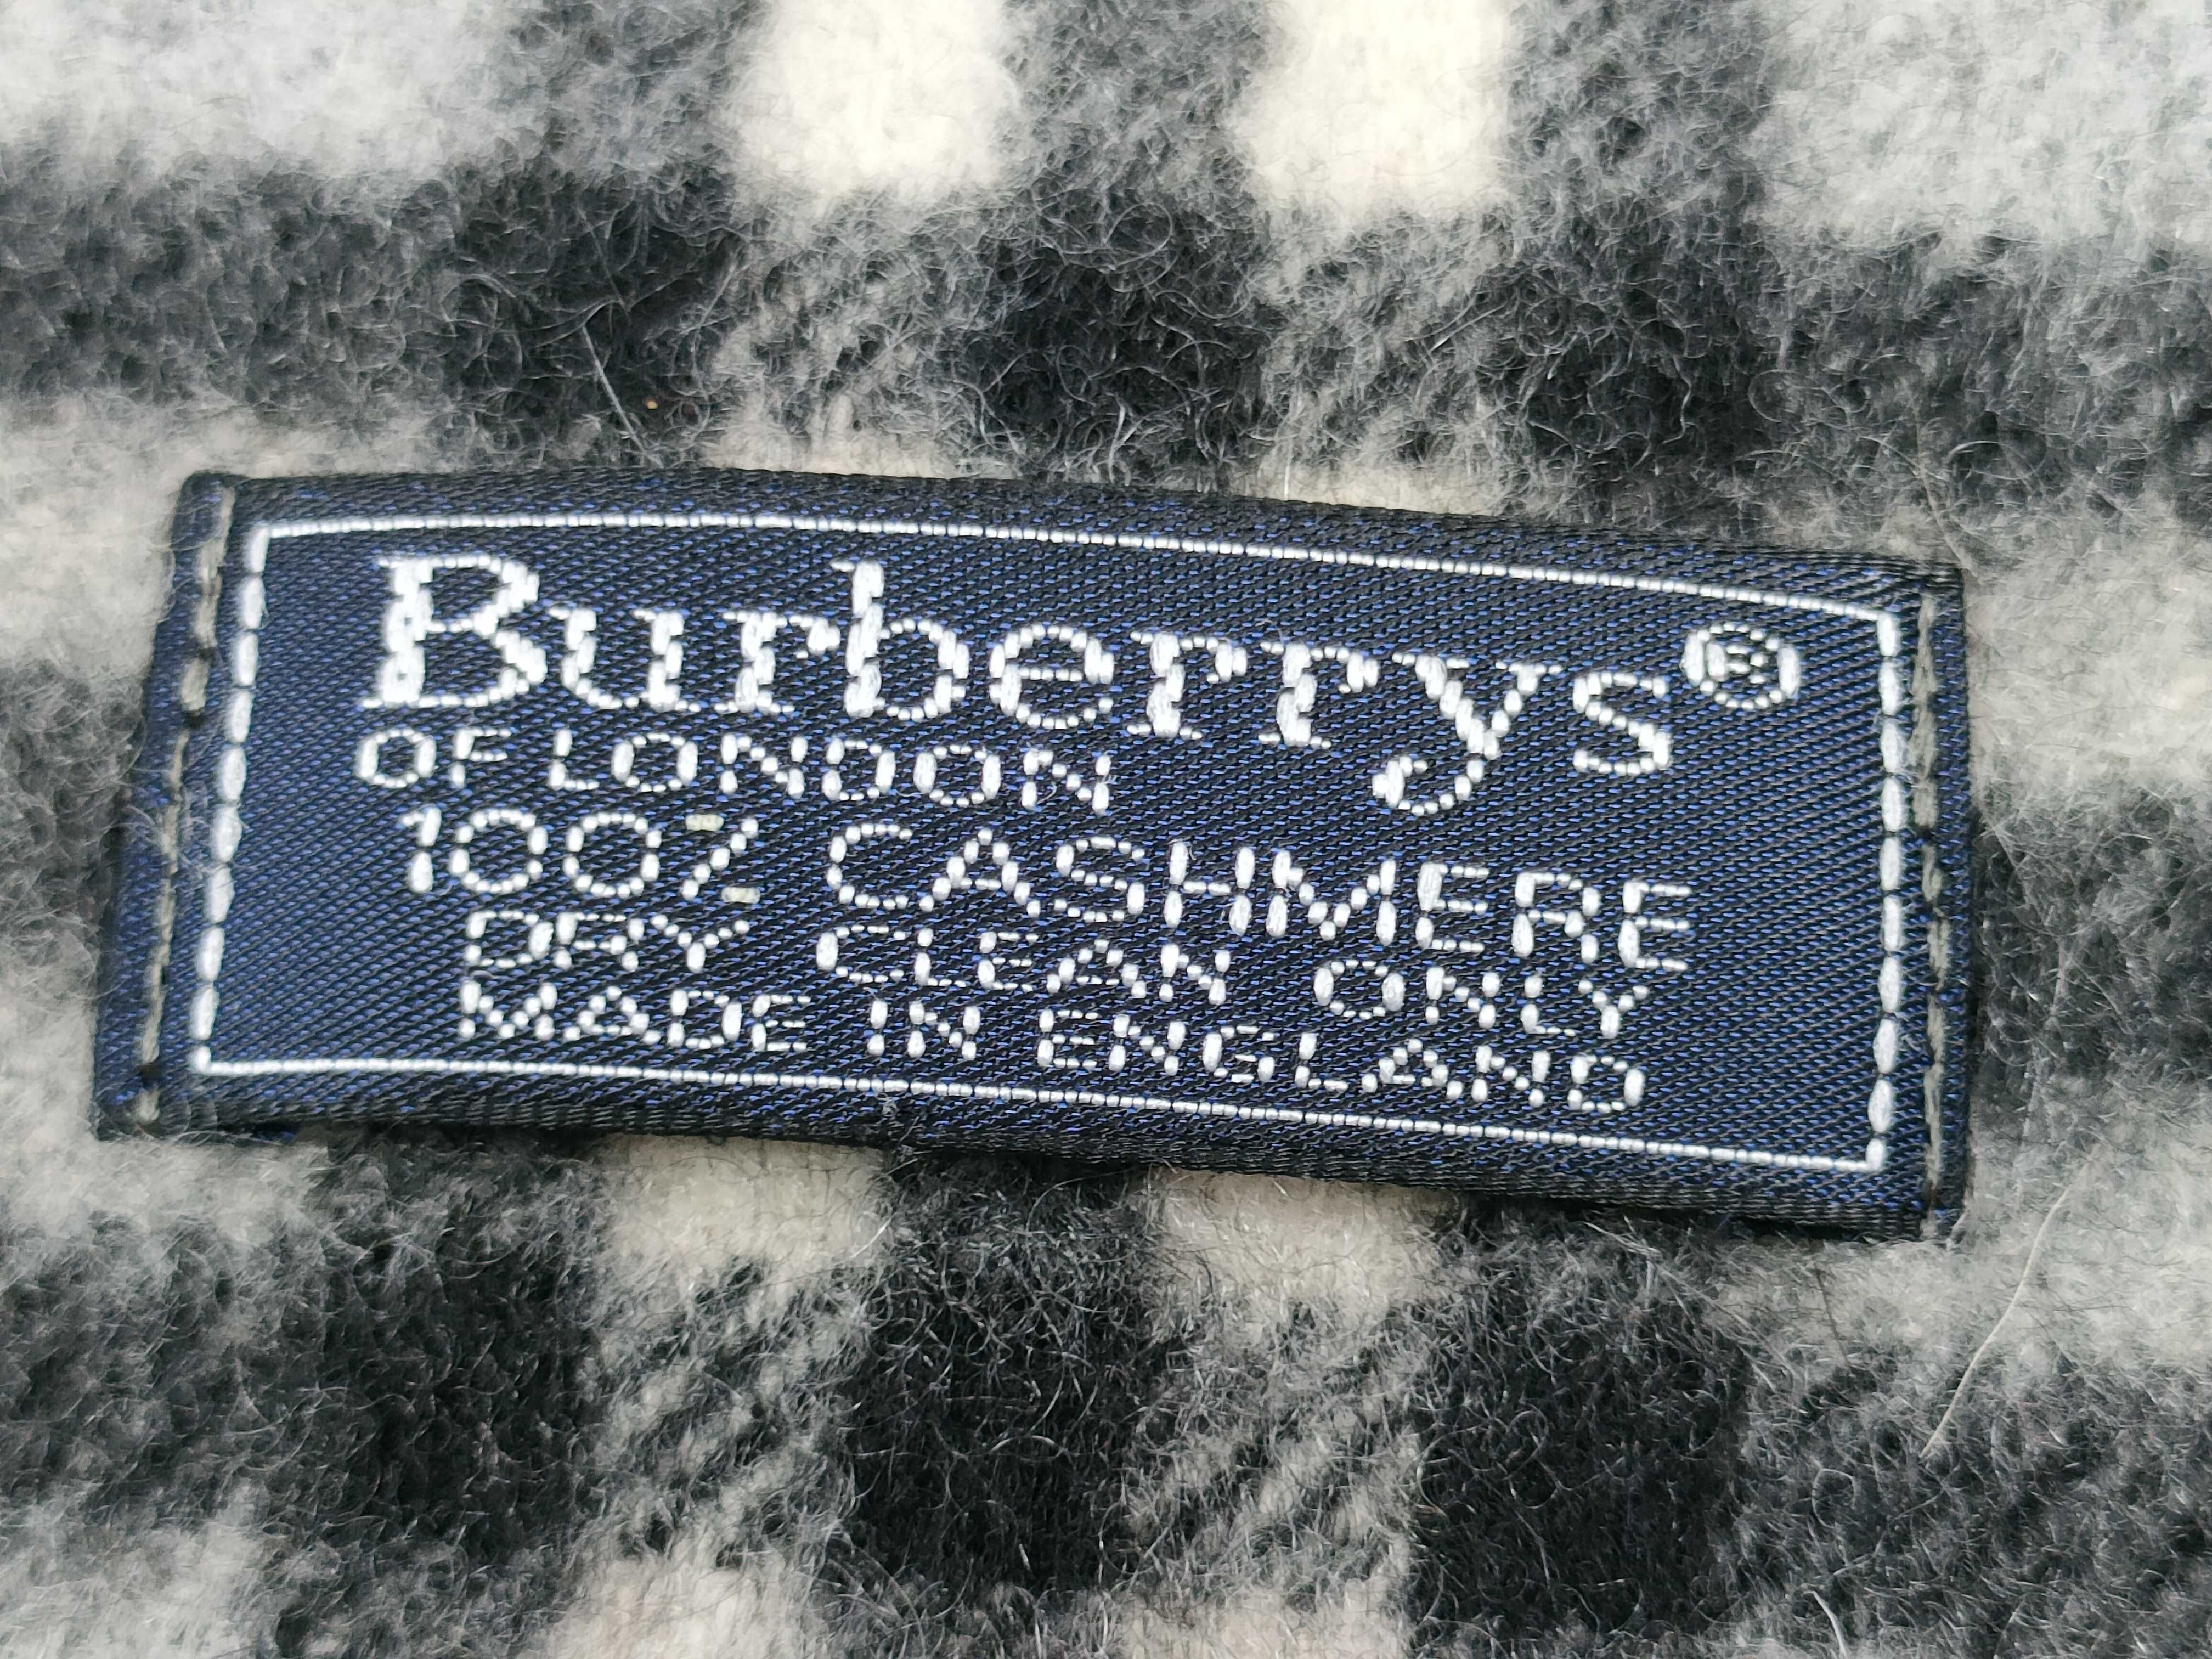 Burberrys®
OF LONDON
100% CASHMERE
DRY CLEAN ONLY
MADE IN ENGLAND